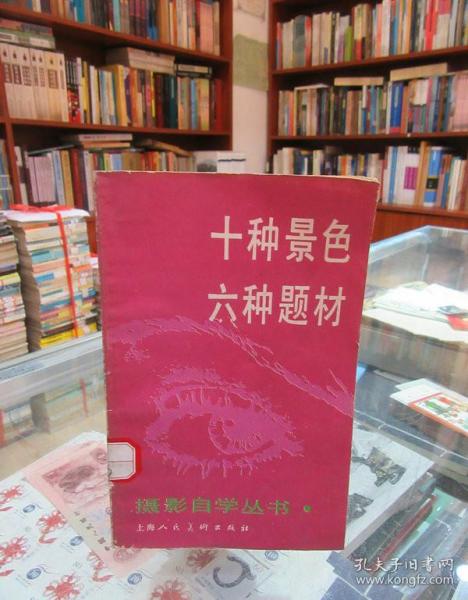 十种景色
六种题材
摄影自学丛书
上海人民美术出版社
孔夫子旧书网
www.kongfz.com